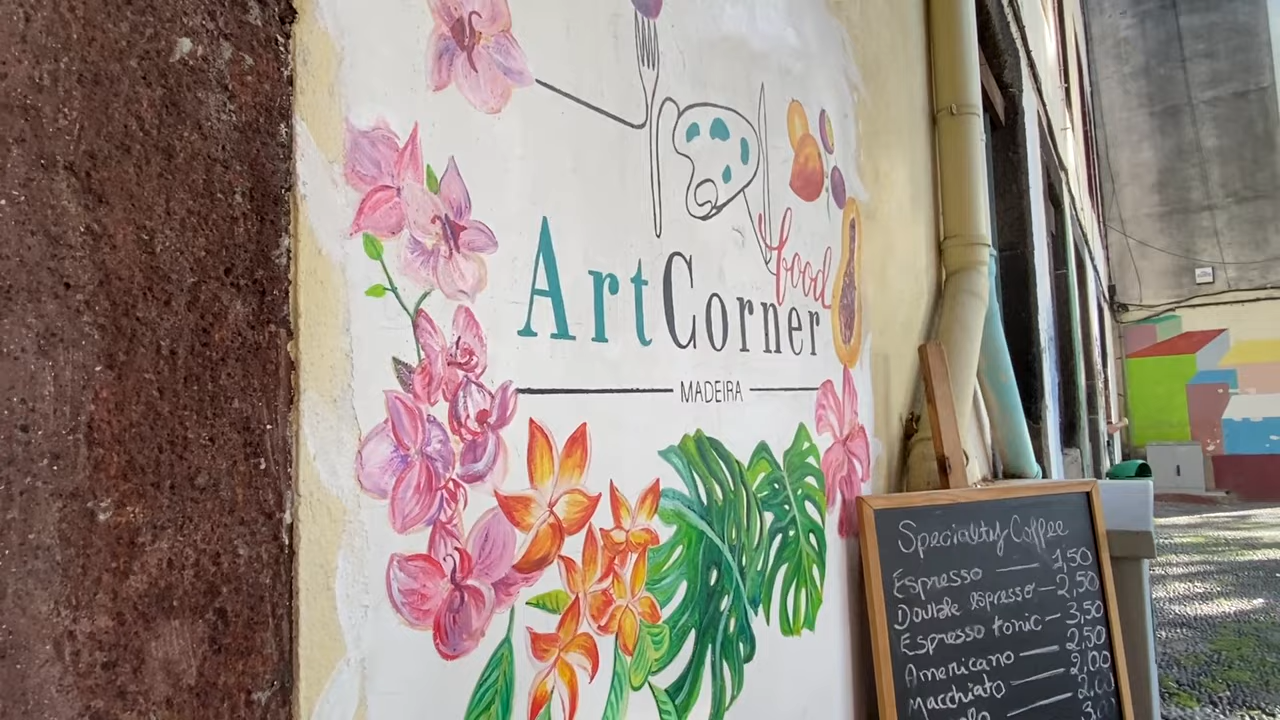 food
ArtCorner
MADEIRA
Speciality Coffee
Espresso — 1,50
Double espresso — 2,50
Espresso tonic — 3,50
Americano — 2,50
Macchiato — 2,00